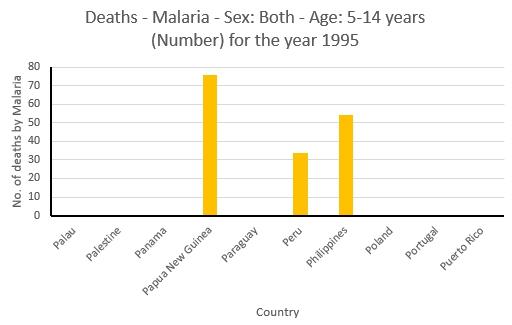 Deaths - Malaria - Sex: Both - Age: 5-14 years
(Number) for the year 1995
No. of deaths by Malaria
80
70
60
50
40
30
20
10
0
Palau
Palestine
Panama
Papua New Guinea
Paraguay
Peru
Philippines
Poland
Portugal
Puerto Rico
Country